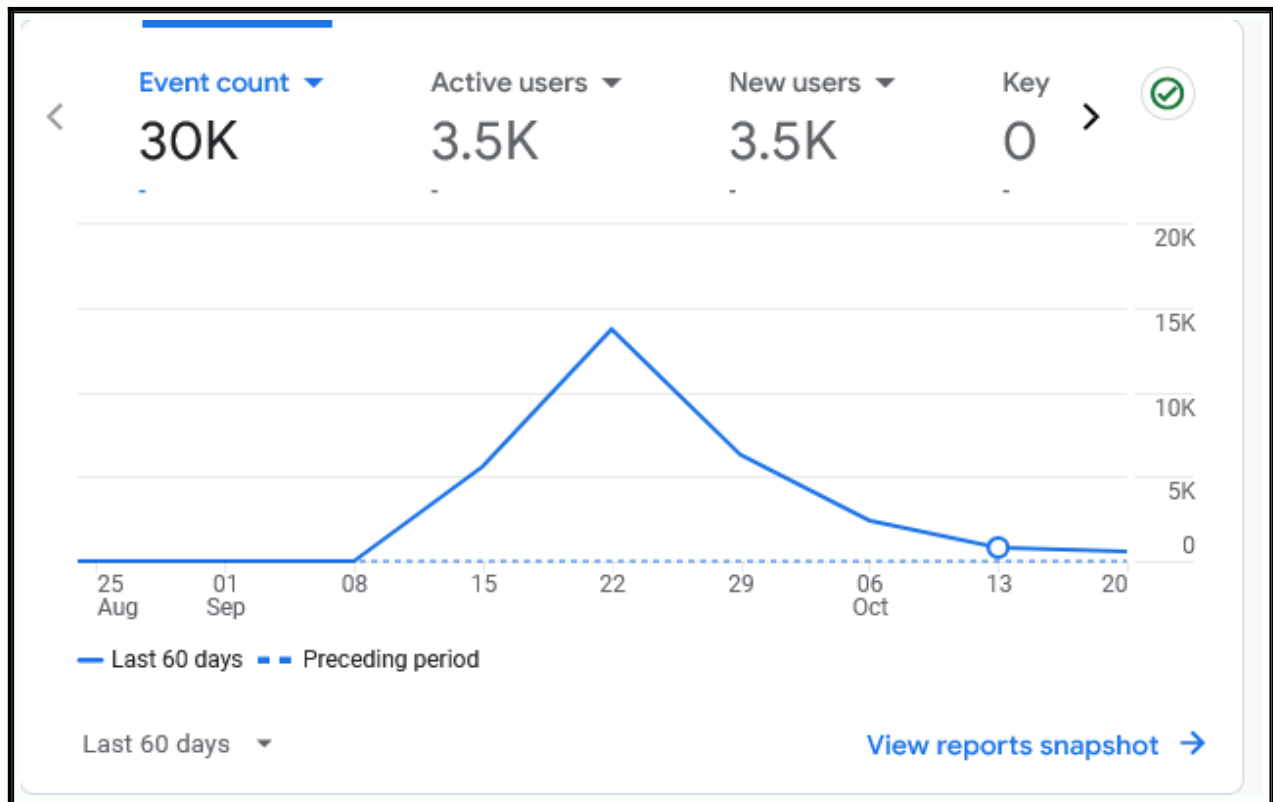 Event count Active users New users Key
30K 3.5K 3.5K 0
- - - -
20K
15K
10K
5K
0
25 01 08 15 22 29 06 13 20
Aug Sep Oct
Last 60 days Preceding period
Last 60 days View reports snapshot